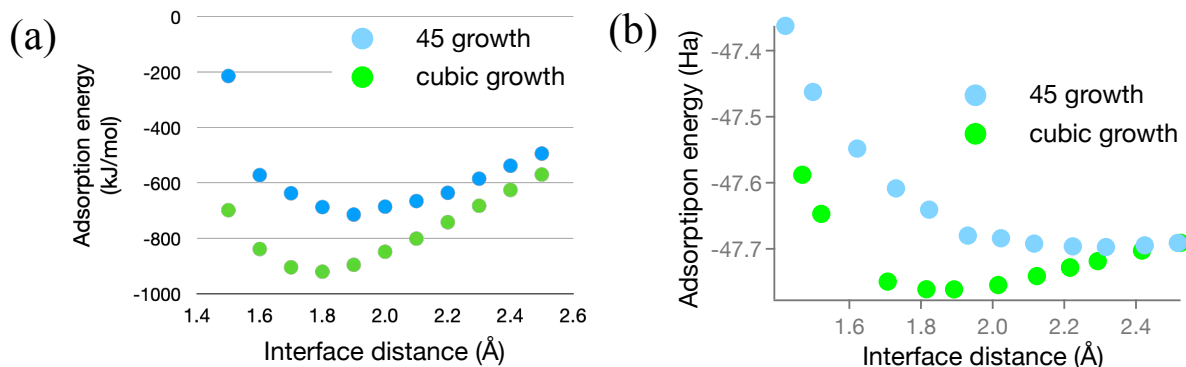 (a)
0
-200
-400
-600
-800
-1000
Adsorption energy
(kJ/mol)
45 growth
cubic growth
1.4 1.6 1.8 2.0 2.2 2.4 2.6
Interface distance (Å)
(b)
-47.4
-47.5
-47.6
-47.7
Adsorptipon energy (Ha)
45 growth
cubic growth
1.6 1.8 2.0 2.2 2.4
Interface distance (Å)